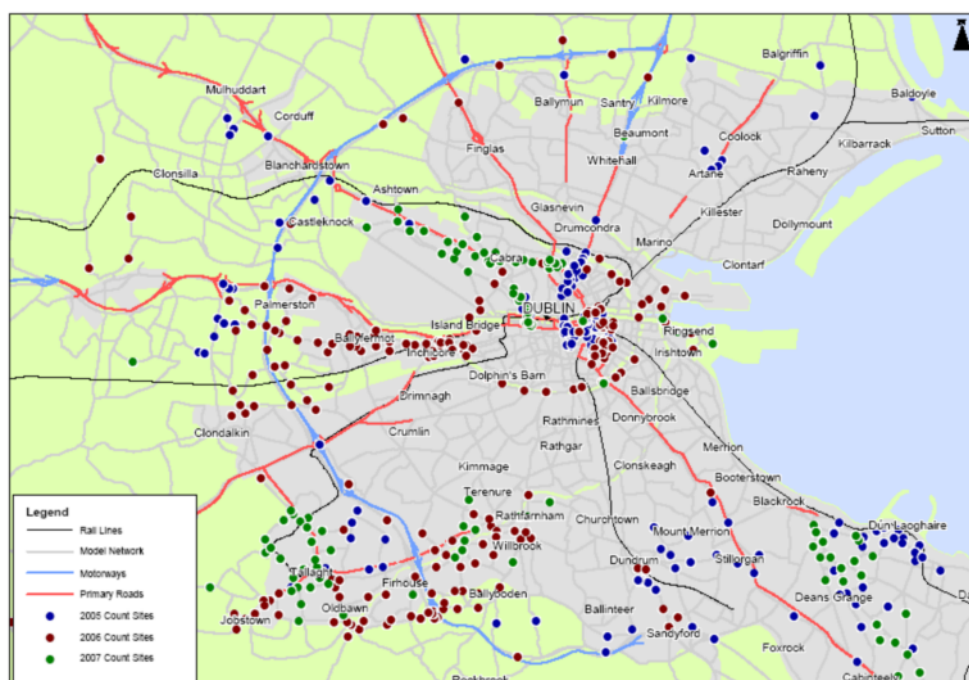 Balgriffin
Mulhuddart
Ballymun
Santry
Kilmore
Baldoyle
Corduff
Beaumont
Coolock
Sutton
Finglas
Whitehall
Kilbarrack
Blanchardstown
Artane
Raheny
Clonsilla
Ashtown
Castleknock
Glasnevin
Killester
Drumcondra
Dollymount
Marino
Cabra
Clontarf
Palmerston
DUBLIN
Island Bridge
Ringsend
Ballyfermot
Inchicore
Irishtown
Dolphin's Barn
Drimnagh
Ballsbridge
Rathmines
Donnybrook
Clondalkin
Crumlin
Rathgar
Merrion
Kimmage
Clonskeagh
Booterstown
Terenure
Blackrock
Rathfarnham
Churchtown
Mount Merrion
Dún Laoghaire
Willbrook
Dundrum
Stillorgan
Tallaght
Firhouse
Ballyboden
Deans Grange
Jobstown
Oldbawn
Ballinteer
Sandyford
Foxrock
Cabinteely
Legend
Rail Lines
Model Network
Motorways
Primary Roads
2005 Count Sites
2006 Count Sites
2007 Count Sites